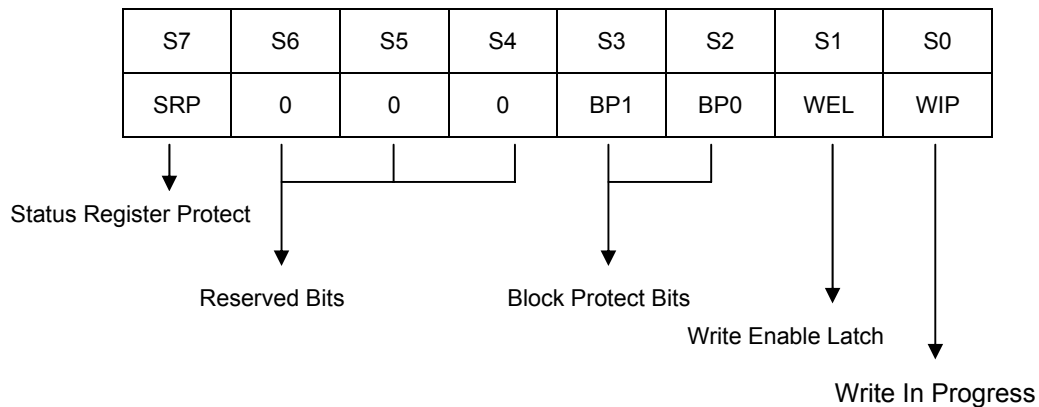 S7 S6 S5 S4 S3 S2 S1 S0
SRP 0 0 0 BP1 BP0 WEL WIP
Status Register Protect
Reserved Bits Block Protect Bits
Write Enable Latch
Write In Progress